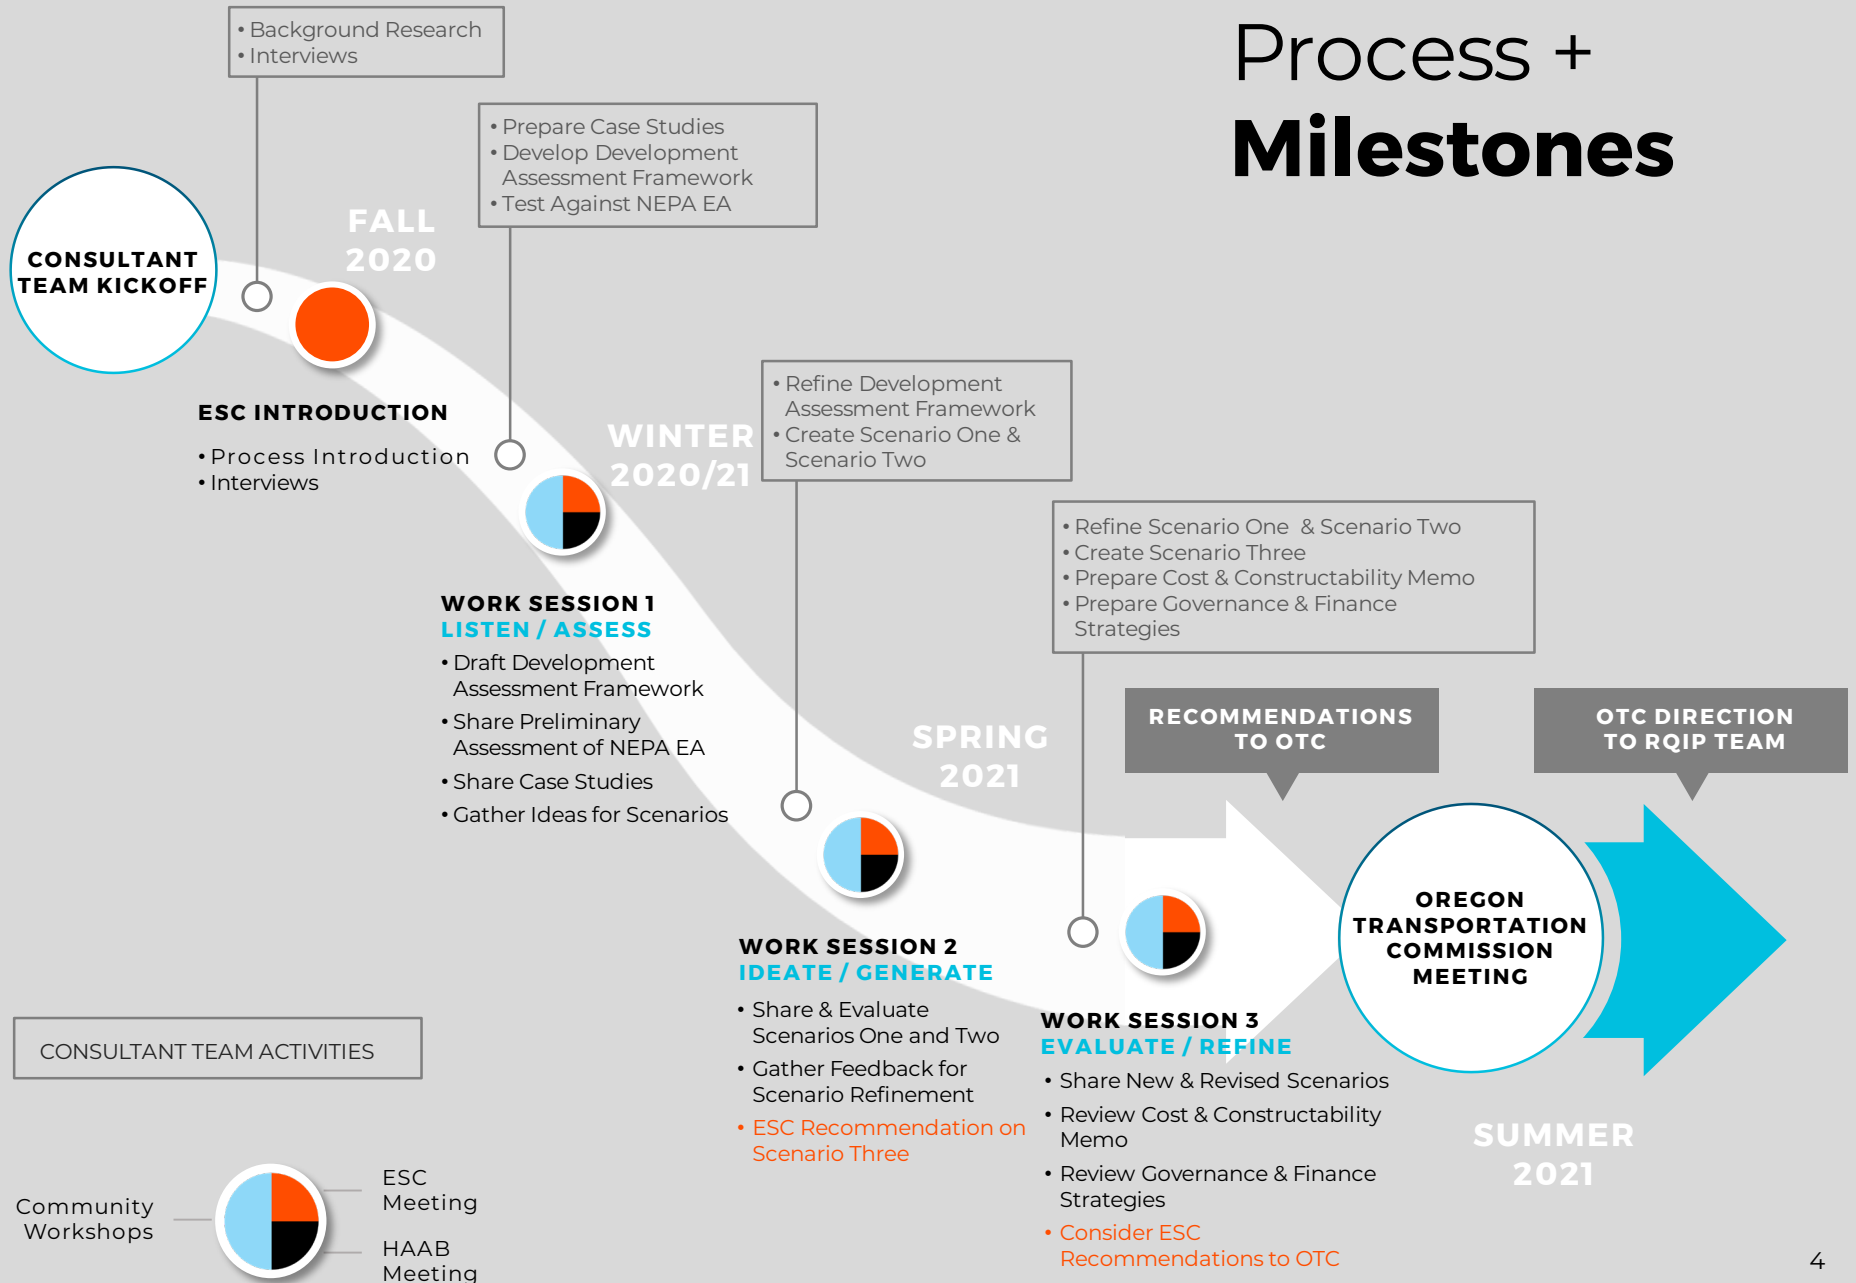 Process +
Milestones
• Background Research
• Interviews
• Prepare Case Studies
• Develop Development
Assessment Framework
• Test Against NEPA EA
FALL
2020
CONSULTANT
TEAM KICKOFF
ESC INTRODUCTION
• Process Introduction
• Interviews
WINTER
2020/21
• Refine Development
Assessment Framework
• Create Scenario One &
Scenario Two
WORK SESSION 1
LISTEN / ASSESS
• Draft Development
Assessment Framework
• Share Preliminary
Assessment of NEPA EA
• Share Case Studies
• Gather Ideas for Scenarios
• Refine Scenario One & Scenario Two
• Create Scenario Three
• Prepare Cost & Constructability Memo
• Prepare Governance & Finance
Strategies
SPRING
2021
RECOMMENDATIONS
TO OTC
OTC DIRECTION
TO RQIP TEAM
WORK SESSION 2
IDEATE / GENERATE
• Share & Evaluate
Scenarios One and Two
• Gather Feedback for
Scenario Refinement
• ESC Recommendation on
Scenario Three
OREGON
TRANSPORTATION
COMMISSION
MEETING
WORK SESSION 3
EVALUATE / REFINE
• Share New & Revised Scenarios
• Review Cost & Constructability
Memo
• Review Governance & Finance
Strategies
• Consider ESC
Recommendations to OTC
SUMMER
2021
CONSULTANT TEAM ACTIVITIES
Community
Workshops
ESC
Meeting
HAAB
Meeting
4